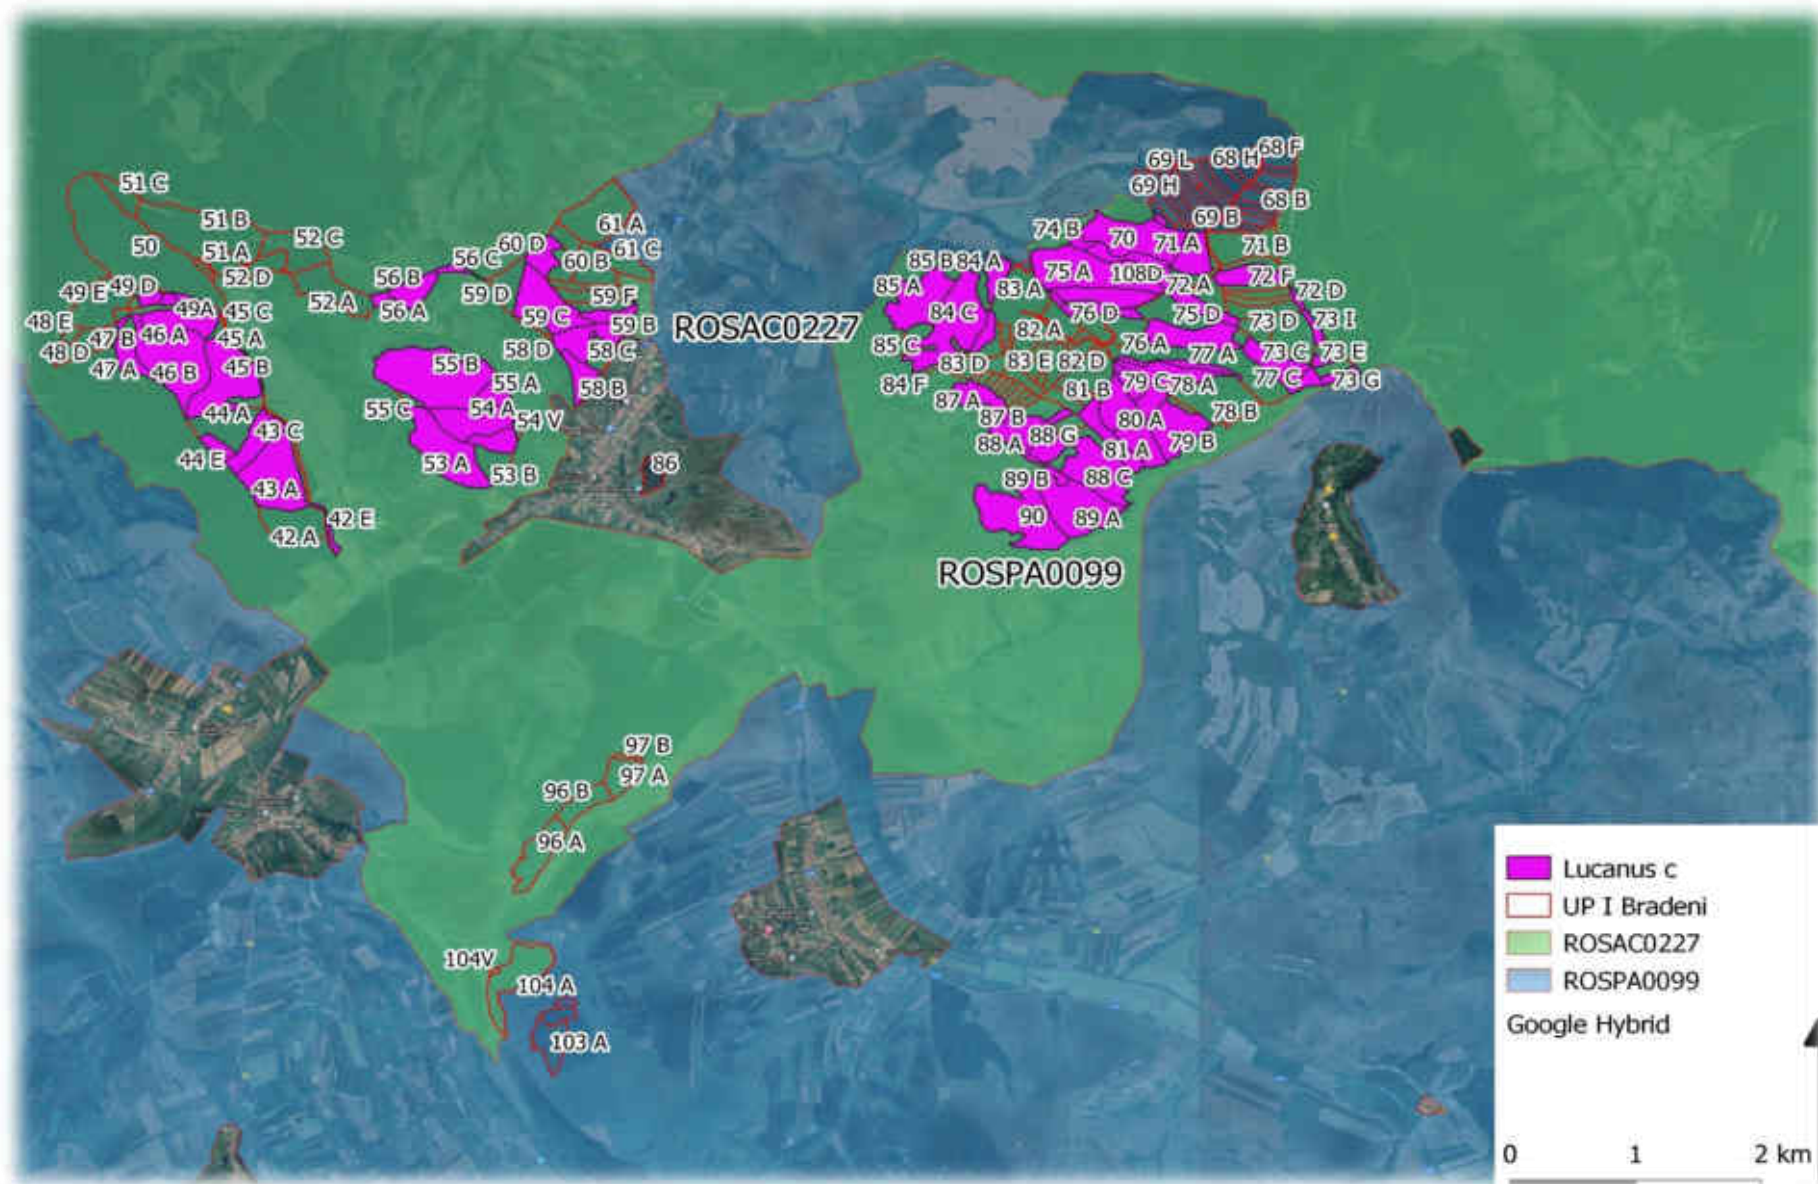 51 C
51 B
52 C
50
51 A
52 D
49 E
49 D
49A
45 C
52 A
48 E
47 B
46 A
45 A
48 D
47 A
46 B
45 B
44 A
43 C
44 E
43 A
42 E
42 A
56 B
56 C
56 A
60 D
61 A
61 C
60 B
59 D
59 F
59 C
59 B
58 D
58 C
58 B
55 B
55 A
55 C
54 A
54 V
53 A
53 B
86
ROSAC0227
69 L
68 H
68 F
69 H
68 B
69 B
74 B
70
71 A
71 B
85 B
84 A
75 A
108D
72 F
85 A
83 A
72 A
72 D
84 C
76 D
75 D
73 D
73 I
82 A
85 C
76 A
77 A
73 C
73 E
83 D
83 E
82 D
84 F
79 C
78 A
77 C
73 G
87 A
81 B
87 B
80 A
78 B
88 A
88 G
81 A
79 B
89 B
88 C
90
89 A
ROSPA0099
97 B
97 A
96 B
96 A
104V
104 A
103 A
Lucanus c
UP I Bradeni
ROSAC0227
ROSPA0099
Google Hybrid
0 1 2 km